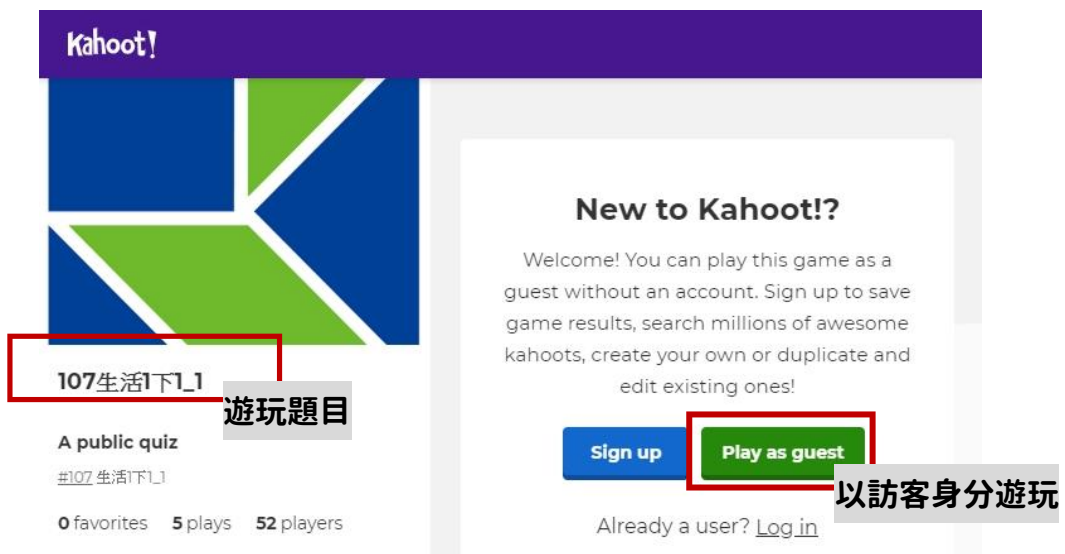 Kahoot!
107生活1下1_1
遊玩題目
A public quiz
#107 生活1下1_1
0 favorites 5 plays 52 players
New to Kahoot!?
Welcome! You can play this game as a
guest without an account. Sign up to save
game results, search millions of awesome
kahoots, create your own or duplicate and
edit existing ones!
Sign up
Play as guest
以訪客身分遊玩
Already a user? Log in